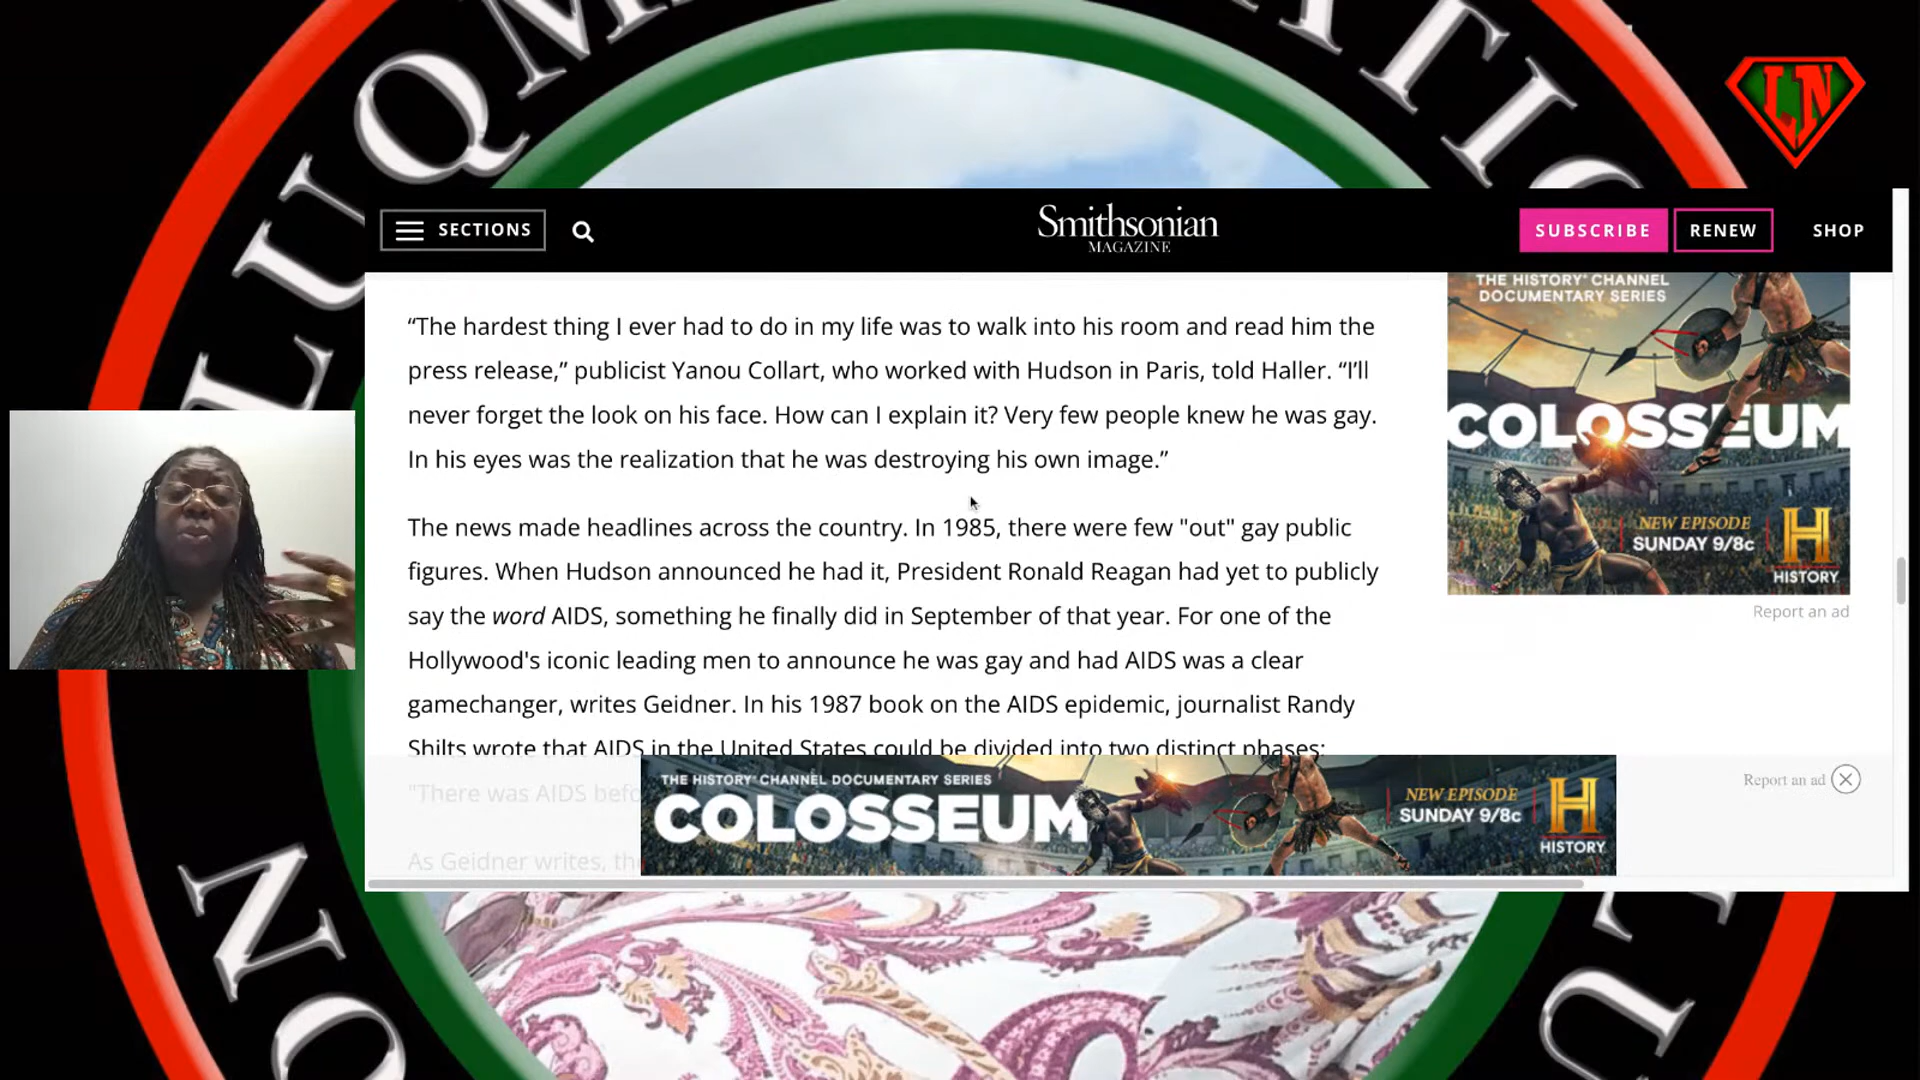 LUQM
ATIO
LN
SECTIONS
Smithsonian
MAGAZINE
SUBSCRIBE
RENEW
SHOP
“The hardest thing I ever had to do in my life was to walk into his room and read him the
press release,” publicist Yanou Collart, who worked with Hudson in Paris, told Haller. “I’ll
never forget the look on his face. How can I explain it? Very few people knew he was gay.
In his eyes was the realization that he was destroying his own image.”
The news made headlines across the country. In 1985, there were few "out" gay public
figures. When Hudson announced he had it, President Ronald Reagan had yet to publicly
say the word AIDS, something he finally did in September of that year. For one of the
Hollywood's iconic leading men to announce he was gay and had AIDS was a clear
gamechanger, writes Geidner. In his 1987 book on the AIDS epidemic, journalist Randy
Shilts wrote that AIDS in the United States could be divided into two distinct phases:
"There was AIDS befo
As Geidner writes, the
THE HISTORY CHANNEL
DOCUMENTARY SERIES
COLOSSEUM
NEW EPISODE
SUNDAY 9/8c
H
HISTORY
Report an ad
THE HISTORY CHANNEL DOCUMENTARY SERIES
COLOSSEUM
NEW EPISODE
SUNDAY 9/8c
H
HISTORY
Report an ad
NO
TU